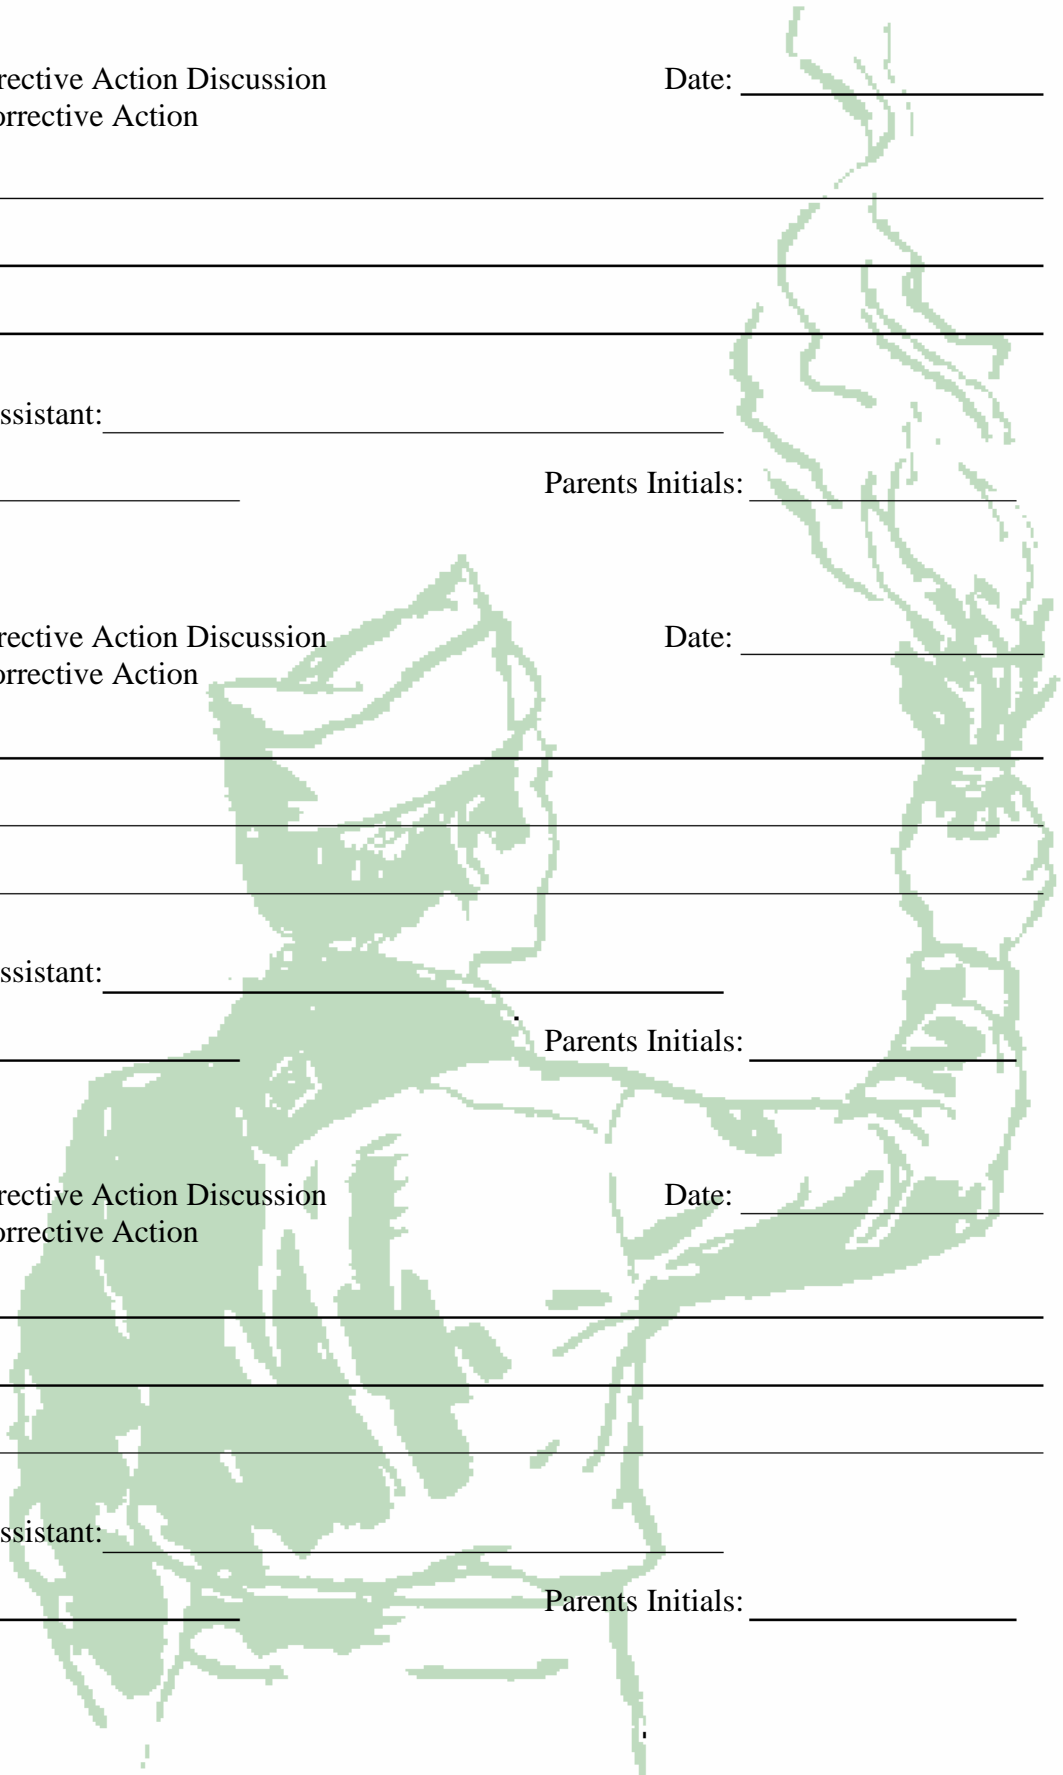 rective Action Discussion Date:
orrective Action
ssistant:
Parents Initials:
rective Action Discussion Date:
orrective Action
ssistant:
Parents Initials:
rective Action Discussion Date:
orrective Action
ssistant:
Parents Initials: